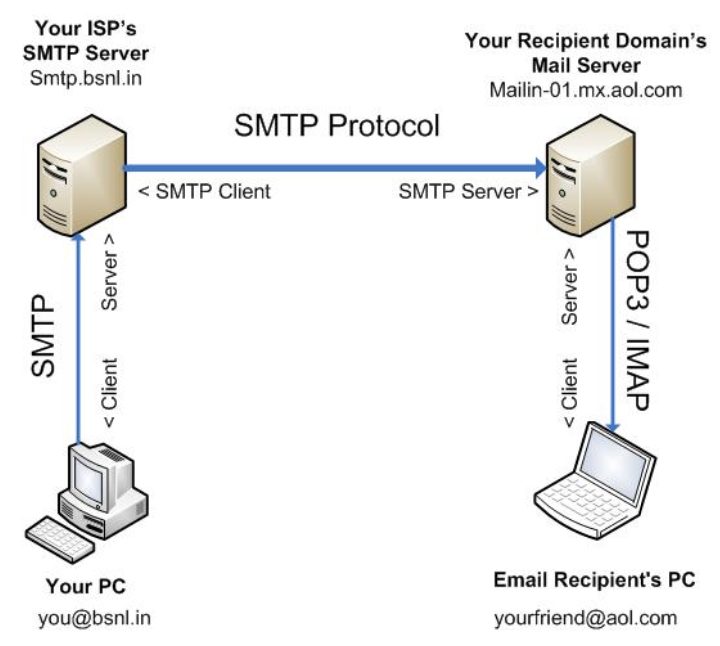 Your ISP's
SMTP Server
Smtp.bsnl.in
Your Recipient Domain's
Mail Server
Mailin-01.mx.aol.com
SMTP Protocol
< SMTP Client
SMTP Server >
SMTP
Server >
< Client
Server >
< Client
POP3 / IMAP
Your PC
you@bsnl.in
Email Recipient's PC
yourfriend@aol.com